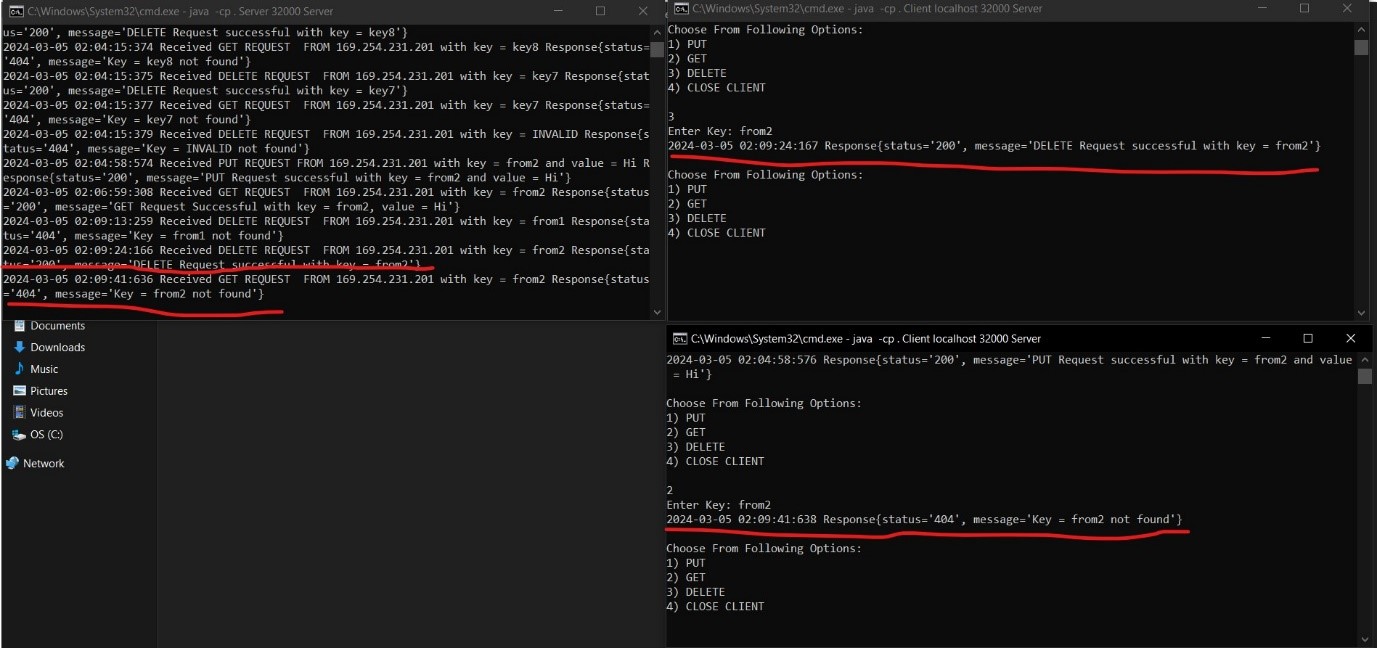 C:\Windows\System32\cmd.exe - java -cp . Server 32000 Server
us='200', message='DELETE Request successful with key = key8'}
2024-03-05 02:04:15:374 Received GET REQUEST  FROM 169.254.231.201 with key = key8 Response{status=
'404', message='Key = key8 not found'}
2024-03-05 02:04:15:375 Received DELETE REQUEST  FROM 169.254.231.201 with key = key7 Response{stat
us='200', message='DELETE Request successful with key = key7'}
2024-03-05 02:04:15:377 Received GET REQUEST  FROM 169.254.231.201 with key = key7 Response{status=
'404', message='Key = key7 not found'}
2024-03-05 02:04:15:379 Received DELETE REQUEST  FROM 169.254.231.201 with key = INVALID Response{s
tatus='404', message='Key = INVALID not found'}
2024-03-05 02:04:58:574 Received PUT REQUEST FROM 169.254.231.201 with key = from2 and value = Hi R
esponse{status='200', message='PUT Request successful with key = from2 and value = Hi'}
2024-03-05 02:06:59:308 Received GET REQUEST  FROM 169.254.231.201 with key = from2 Response{status
='200', message='GET Request Successful with key = from2, value = Hi'}
2024-03-05 02:09:13:259 Received DELETE REQUEST  FROM 169.254.231.201 with key = from1 Response{sta
tus='404', message='Key = from1 not found'}
2024-03-05 02:09:24:166 Received DELETE REQUEST  FROM 169.254.231.201 with key = from2 Response{sta
tus='200', message='DELETE Request successful with key = from2'}
2024-03-05 02:09:41:636 Received GET REQUEST  FROM 169.254.231.201 with key = from2 Response{status
='404', message='Key = from2 not found'}
Documents
Downloads
Music
Pictures
Videos
OS (C:)
Network
C:\Windows\System32\cmd.exe - java -cp . Client localhost 32000 Server
Choose From Following Options:
1) PUT
2) GET
3) DELETE
4) CLOSE CLIENT
3
Enter Key: from2
2024-03-05 02:09:24:167 Response{status='200', message='DELETE Request successful with key = from2'}
Choose From Following Options:
1) PUT
2) GET
3) DELETE
4) CLOSE CLIENT
C:\Windows\System32\cmd.exe - java -cp . Client localhost 32000 Server
2024-03-05 02:04:58:576 Response{status='200', message='PUT Request successful with key = from2 and value
= Hi'}
Choose From Following Options:
1) PUT
2) GET
3) DELETE
4) CLOSE CLIENT
2
Enter Key: from2
2024-03-05 02:09:41:638 Response{status='404', message='Key = from2 not found'}
Choose From Following Options:
1) PUT
2) GET
3) DELETE
4) CLOSE CLIENT